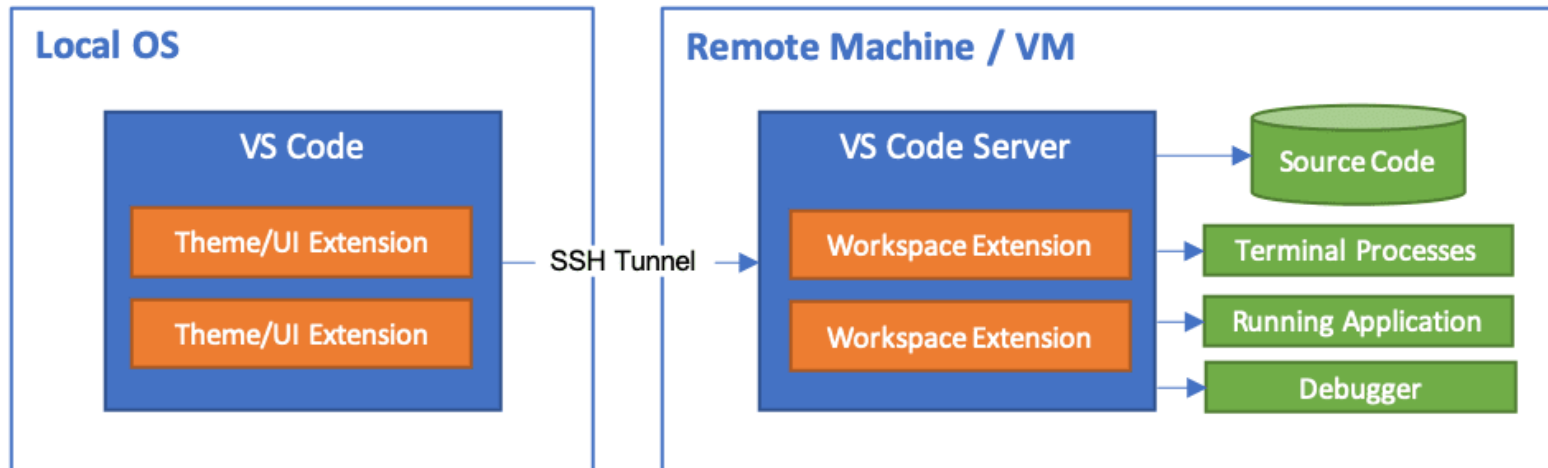 Local OS
VS Code
Theme/UI Extension
Theme/UI Extension
SSH Tunnel
Remote Machine / VM
VS Code Server
Workspace Extension
Workspace Extension
Source Code
Terminal Processes
Running Application
Debugger